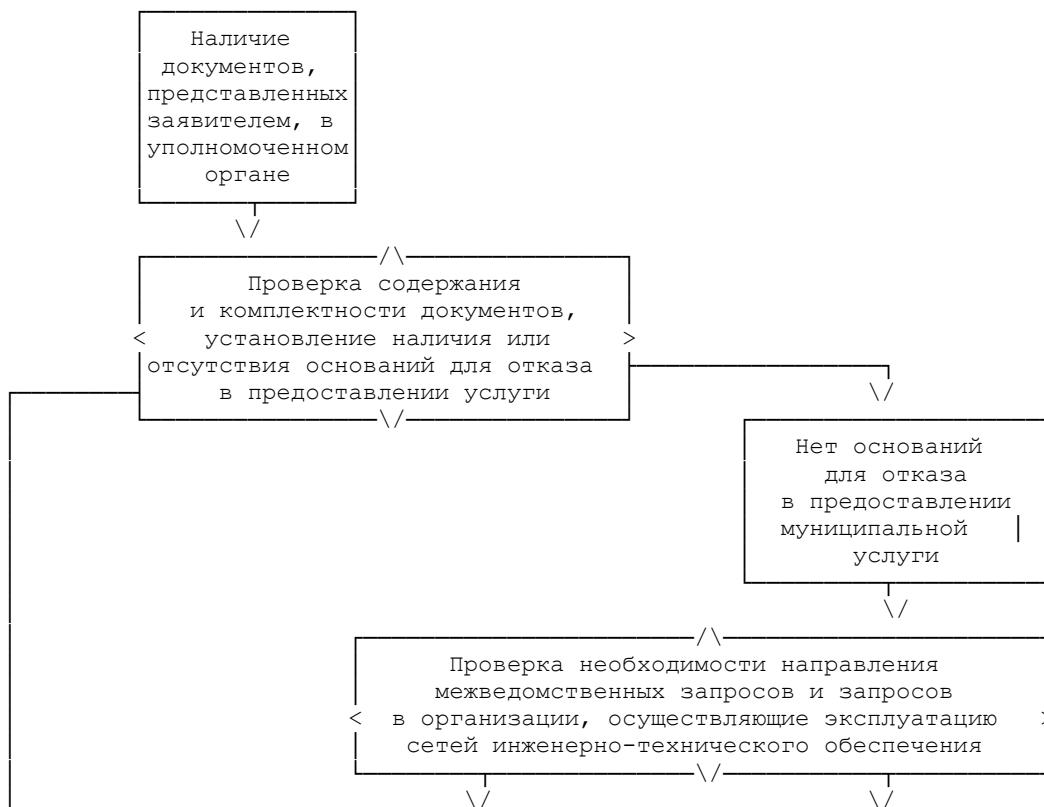 Наличие
документов,
представленных
заявителем, в
уполномоченном
органе
Проверка содержания
и комплектности документов,
установление наличия или
отсутствия оснований для отказа
в предоставлении услуги
Нет оснований
для отказа
в предоставлении
муниципальной
услуги
Проверка необходимости направления
межведомственных запросов и запросов
в организации, осуществляющие эксплуатацию
сетей инженерно-технического обеспечения